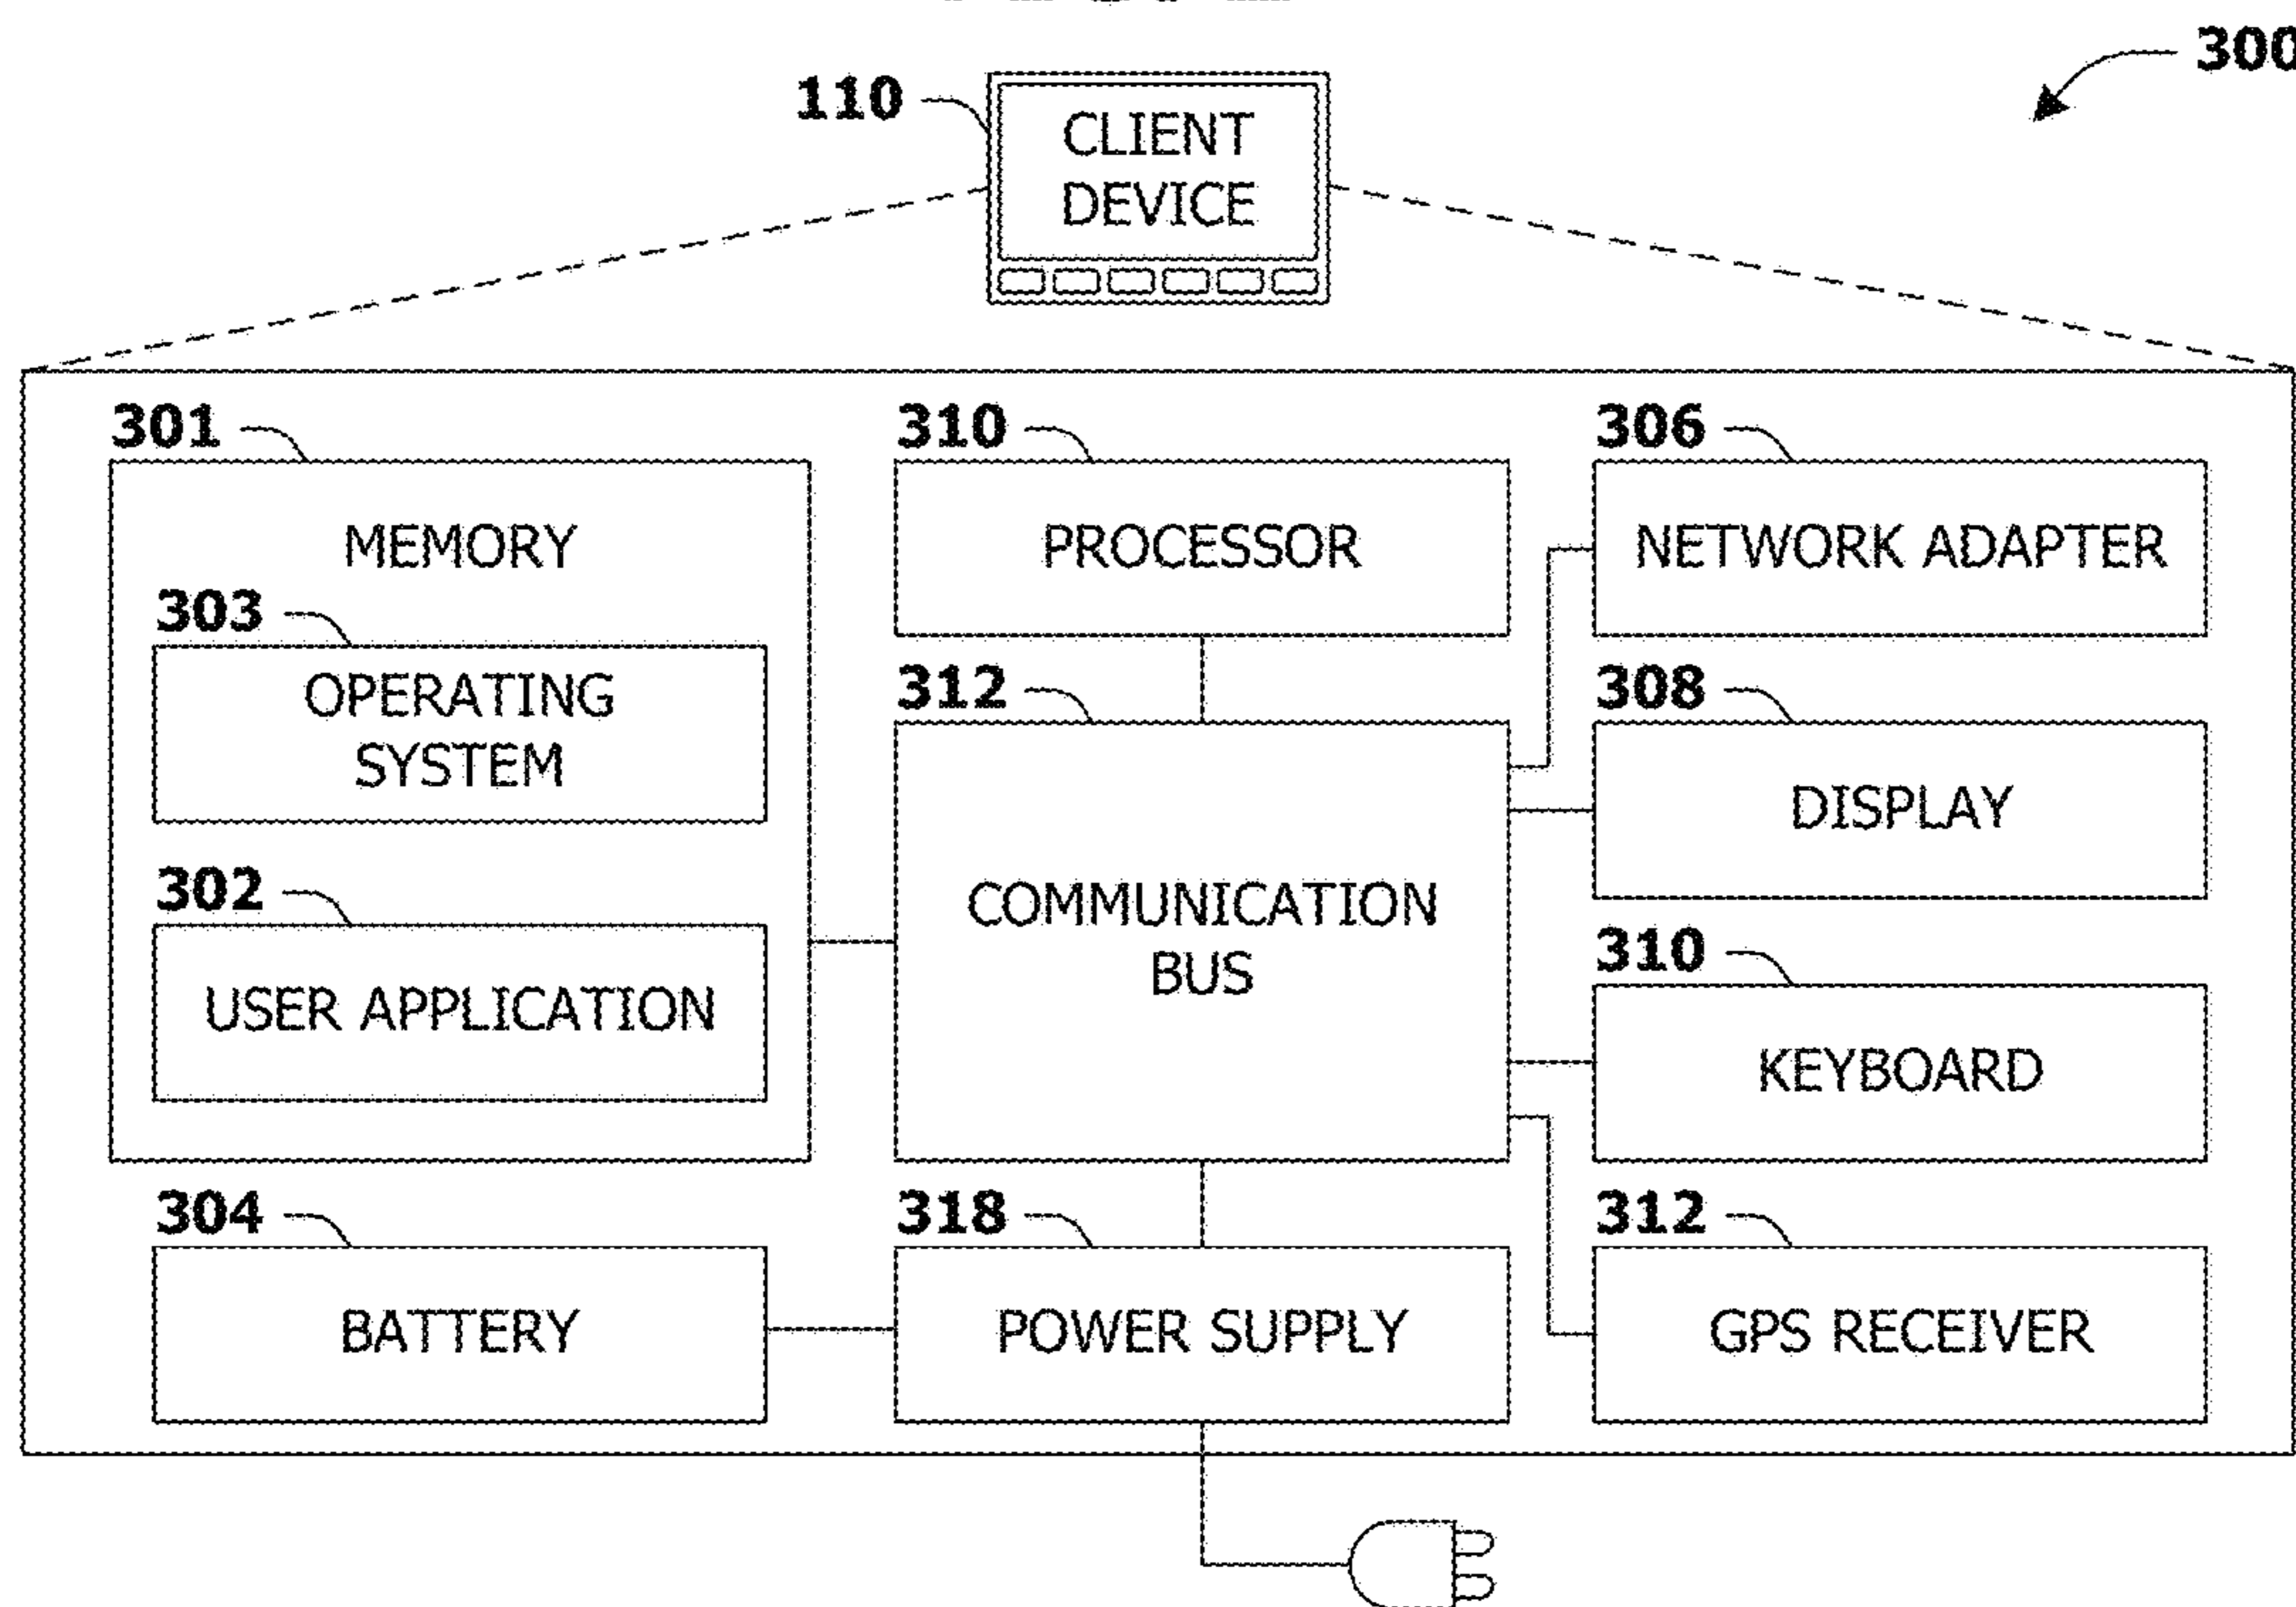 300
110
CLIENT
DEVICE
301
MEMORY
303
OPERATING
SYSTEM
302
USER APPLICATION
304
BATTERY
310
PROCESSOR
312
COMMUNICATION
BUS
318
POWER SUPPLY
306
NETWORK ADAPTER
308
DISPLAY
310
KEYBOARD
312
GPS RECEIVER